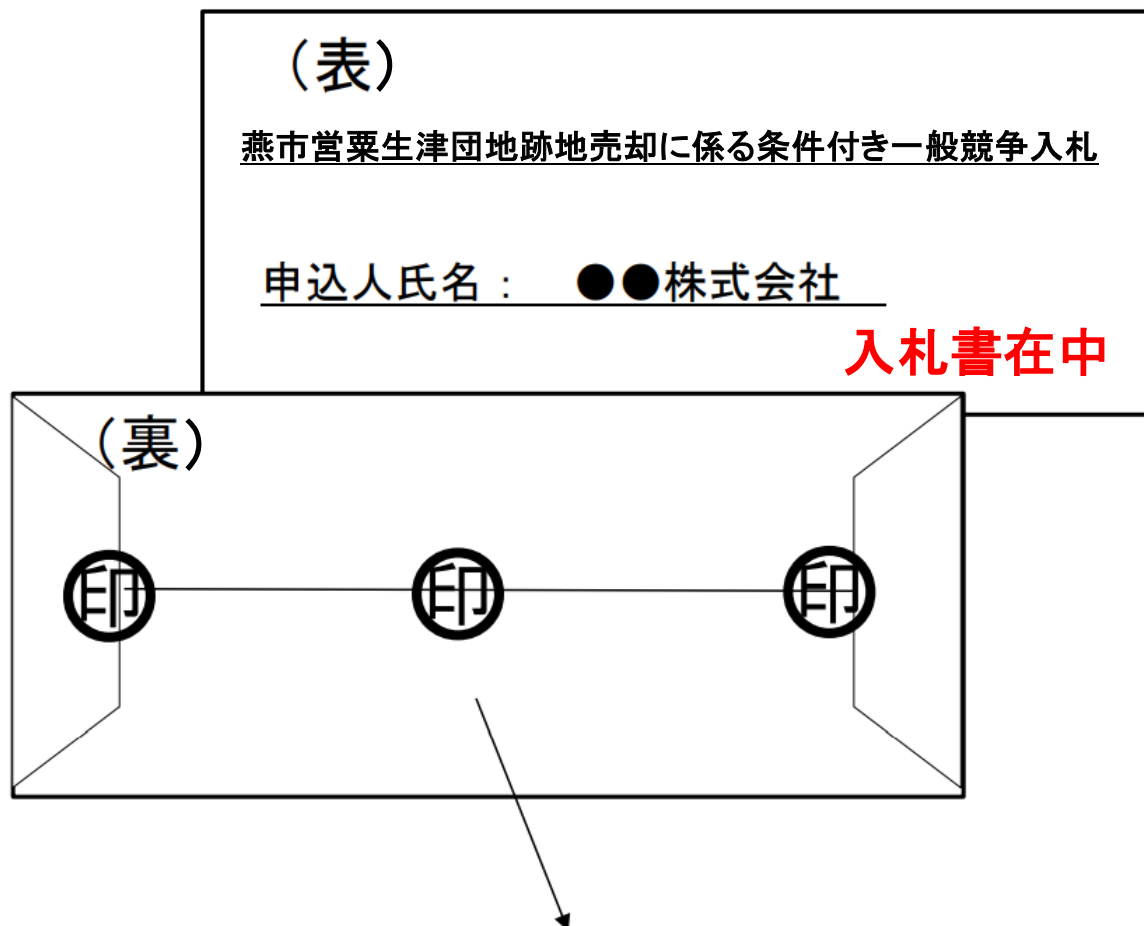 （表）
燕市営粟生津団地跡地売却に係る条件付き一般競争入札
申込人氏名： ●●株式会社
入札書在中
（裏）
印 印 印